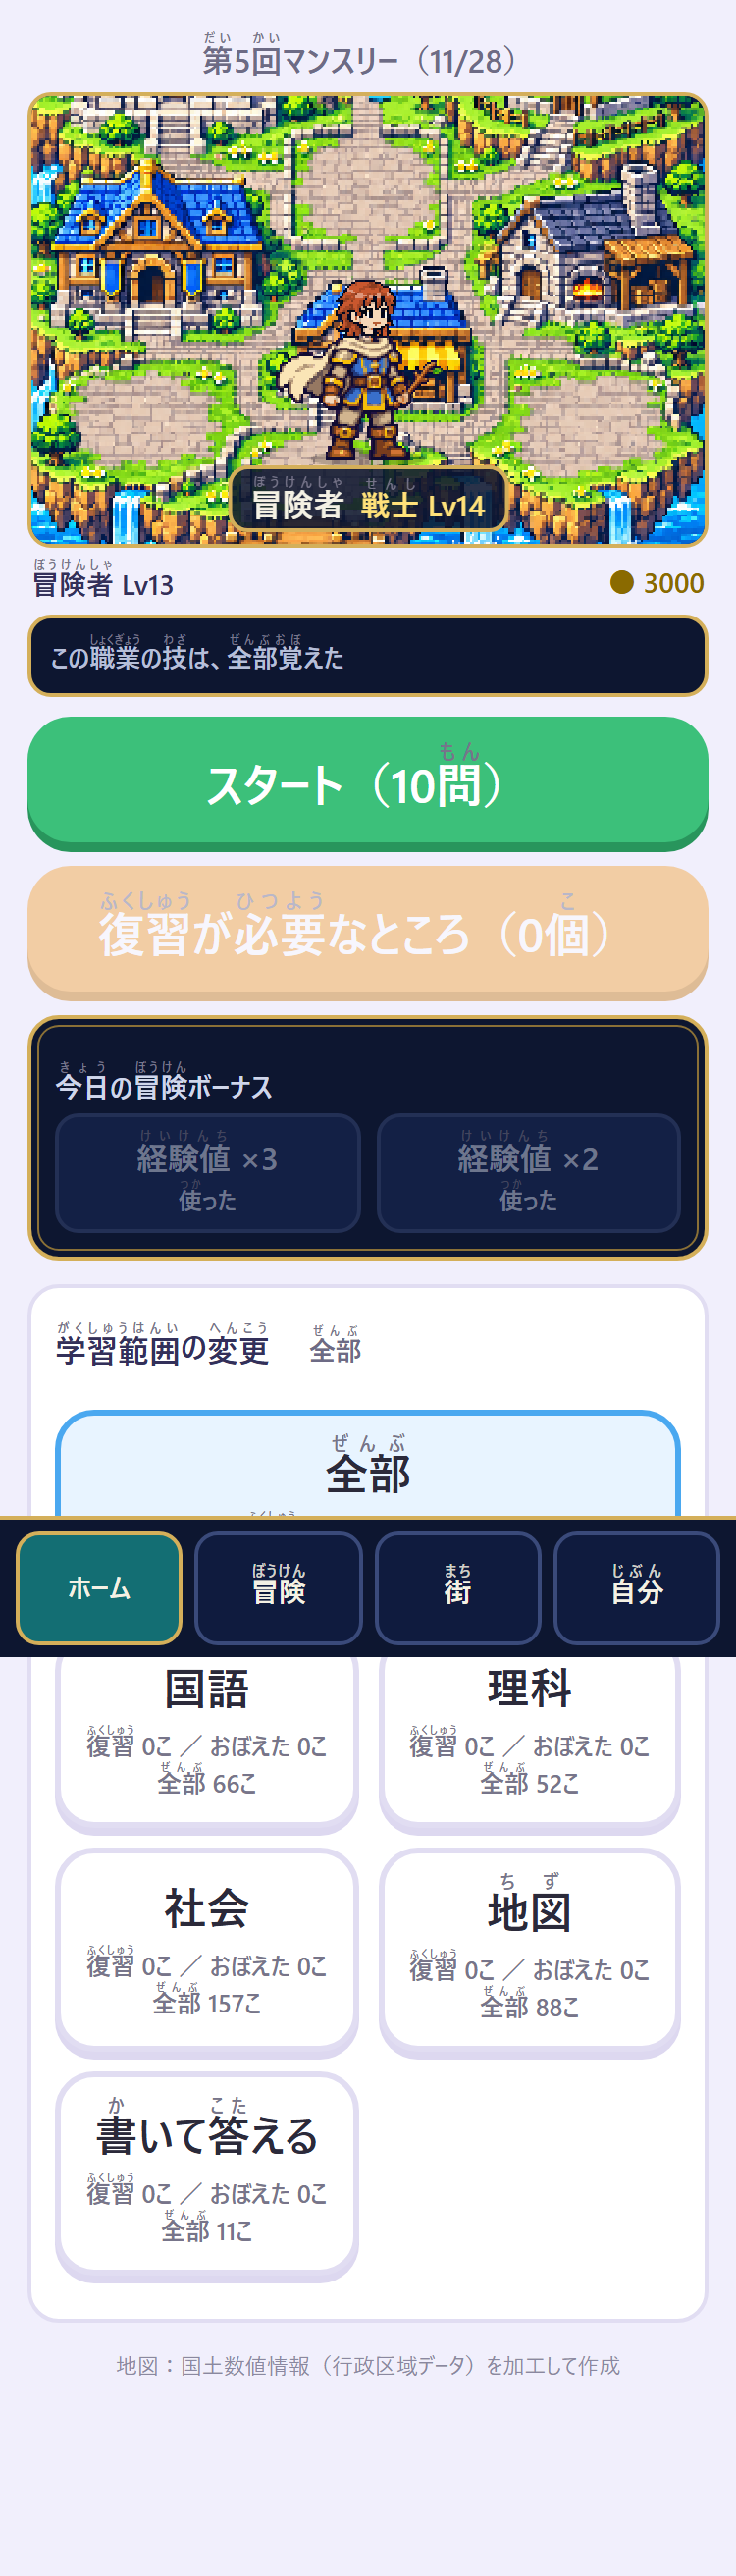 第5回マンスリー（11/28）
冒険者 戦士 Lv14
冒険者 Lv13
3000
この職業の技は、全部覚えた
スタート（10問）
復習が必要なところ（0個）
今日の冒険ボーナス
経験値 ×3
使った
経験値 ×2
使った
学習範囲の変更 全部
全部
ホーム
冒険
街
自分
国語
復習 0こ ／ おぼえた 0こ
全部 66こ
理科
復習 0こ ／ おぼえた 0こ
全部 52こ
社会
復習 0こ ／ おぼえた 0こ
全部 157こ
地図
復習 0こ ／ おぼえた 0こ
全部 88こ
書いて答える
復習 0こ ／ おぼえた 0こ
全部 11こ
地図：国土数値情報（行政区域データ）を加工して作成